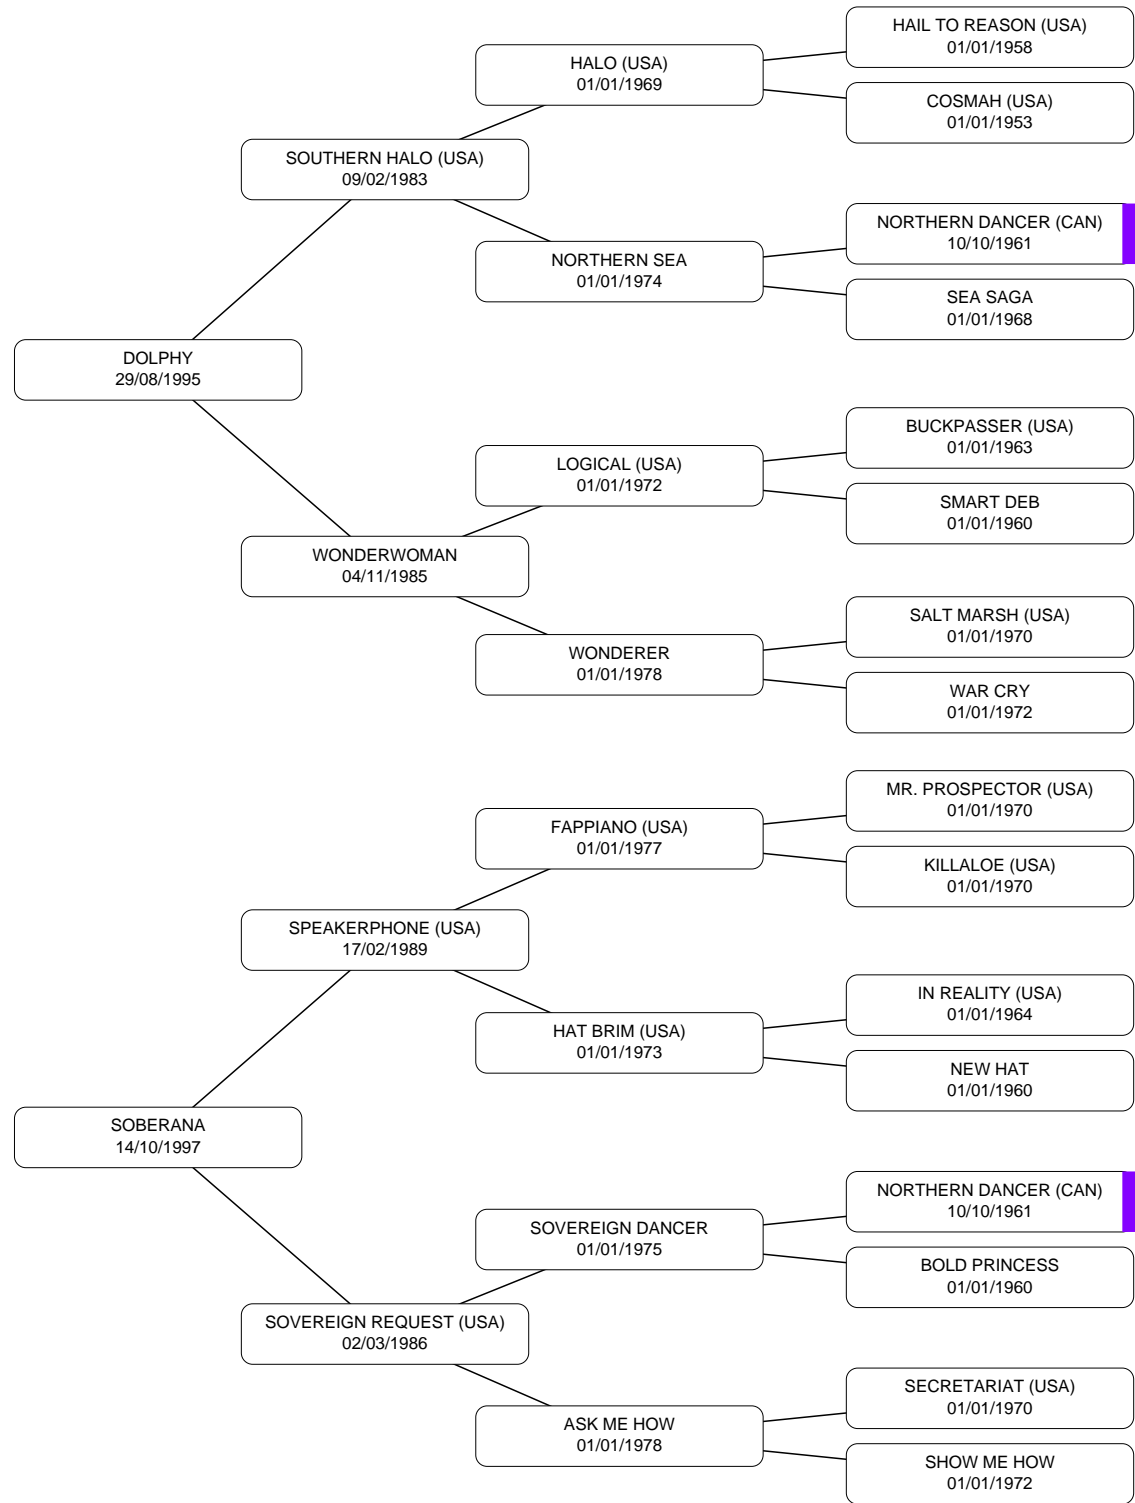 HAIL TO REASON (USA)
01/01/1958
HALO (USA)
01/01/1969
COSMAH (USA)
01/01/1953
SOUTHERN HALO (USA)
09/02/1983
NORTHERN DANCER (CAN)
10/10/1961
NORTHERN SEA
01/01/1974
SEA SAGA
01/01/1968
DOLPHY
29/08/1995
BUCKPASSER (USA)
01/01/1963
LOGICAL (USA)
01/01/1972
SMART DEB
01/01/1960
WONDERWOMAN
04/11/1985
SALT MARSH (USA)
01/01/1970
WONDERER
01/01/1978
WAR CRY
01/01/1972
MR. PROSPECTOR (USA)
01/01/1970
FAPPIANO (USA)
01/01/1977
KILLALOE (USA)
01/01/1970
SPEAKERPHONE (USA)
17/02/1989
IN REALITY (USA)
01/01/1964
HAT BRIM (USA)
01/01/1973
NEW HAT
01/01/1960
SOBERANA
14/10/1997
NORTHERN DANCER (CAN)
10/10/1961
SOVEREIGN DANCER
01/01/1975
BOLD PRINCESS
01/01/1960
SOVEREIGN REQUEST (USA)
02/03/1986
SECRETARIAT (USA)
01/01/1970
ASK ME HOW
01/01/1978
SHOW ME HOW
01/01/1972